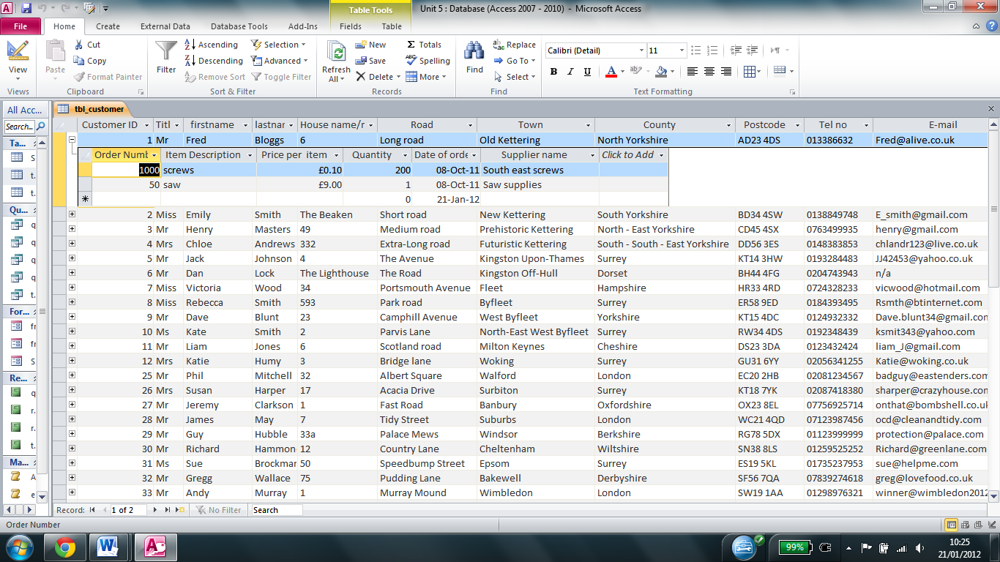 Table Tools Unit 5 : Database (Access 2007 - 2010) - Microsoft Access
File Home Create External Data Database Tools Add-Ins Fields Table
View Paste Cut Copy Format Painter
Filter Ascending Descending Remove Sort Selection Advanced Toggle Filter
Refresh All New Save Delete Totals Spelling More
Find Replace Go To Select
Calibri (Detail) 11
B I U A
Views Clipboard Sort & Filter Records Find Text Formatting
All Acc... tbl_customer
Search...
Customer ID Titl firstname lastnar House name/r Road Town County Postcode Tel no E-mail
1 Mr Fred Bloggs 6 Long road Old Kettering North Yorkshire AD23 4DS 013386632 Fred@alive.co.uk
Order Numb Item Description Price per item Quantity Date of orde Supplier name Click to Add
1000 screws £0.10 200 08-Oct-11 South east screws
50 saw £9.00 1 08-Oct-11 Saw supplies
0 21-Jan-12
2 Miss Emily Smith The Beaken Short road New Kettering South Yorkshire BD34 4SW 0138849748 E_smith@gmail.com
3 Mr Henry Masters 49 Medium road Prehistoric Kettering North - East Yorkshire CD45 4SX 0763499935 henry@gmail.com
4 Mrs Chloe Andrews 332 Extra-Long road Futuristic Kettering South - South - East Yorkshire DD56 3ES 0148383853 chlandr123@live.co.uk
5 Mr Jack Johnson 4 The Avenue Kingston Upon-Thames Surrey KT14 3HW 0193284483 JJ42453@yahoo.co.uk
6 Mr Dan Lock The Lighthouse The Road Kingston Off-Hull Dorset BH44 4FG 0204743943 n/a
7 Miss Victoria Wood 34 Portsmouth Avenue Fleet Hampshire HR33 4RD 0724328233 vicwood@hotmail.com
8 Miss Rebecca Smith 593 Park road Byfleet Surrey ER58 9ED 0184393495 Rsmth@btinternet.com
9 Mr Dave Blunt 23 Camphill Avenue West Byfleet Yorkshire KT15 4DC 0124932332 Dave.blunt34@gmail.com
10 Ms Kate Smith 2 Parvis Lane North-East West Byfleet Surrey RW34 4DS 0192348439 ksmit343@yahoo.com
11 Mr Liam Jones 6 Scotland road Milton Keynes Cheshire DS23 3DA 0123432424 liam_J@gmail.com
12 Mrs Katie Humy 3 Bridge lane Woking Surrey GU31 6YY 02056341255 Katie@woking.co.uk
25 Mr Phil Mitchell 32 Albert Square Walford London EC20 2HB 02081234567 badguy@eastenders.com
26 Mrs Susan Harper 17 Acacia Drive Surbiton Surrey KT18 7YK 02087418380 sharper@crazyhouse.com
27 Mr Jeremy Clarkson 1 Fast Road Banbury Oxfordshire OX23 8EL 07756925714 onthat@bombshell.co.uk
28 Mr James May 7 Tidy Street Suburbs London WC21 4QD 07123987456 ocd@cleanandtidy.com
29 Mr Guy Hubble 33a Palace Mews Windsor Berkshire RG78 5DX 01123999999 protection@palace.com
30 Mr Richard Hammon 12 Country Lane Cheltenham Wiltshire SN38 8LS 01259525252 Richard@greenlane.com
31 Ms Sue Brockmar 50 Speedbump Street Epsom Surrey ES19 5KL 01735237953 sue@helpme.com
32 Mr Gregg Wallace 75 Pudding Lane Bakewell Derbyshire SF56 7QA 07839274618 greg@lovefood.co.uk
33 Mr Andy Murray 1 Murray Mound Wimbledon London SW19 1AA 01298976321 winner@wimbledon2012
Ta...
S
t.
t.
Qu...
q
q
q
q
t.
For...
fr
fr
S
Re...
q
r.
r.
t.
Ma...
A
e
Record: 1 of 2 No Filter Search
Order Number
99% 10:25
21/01/2012